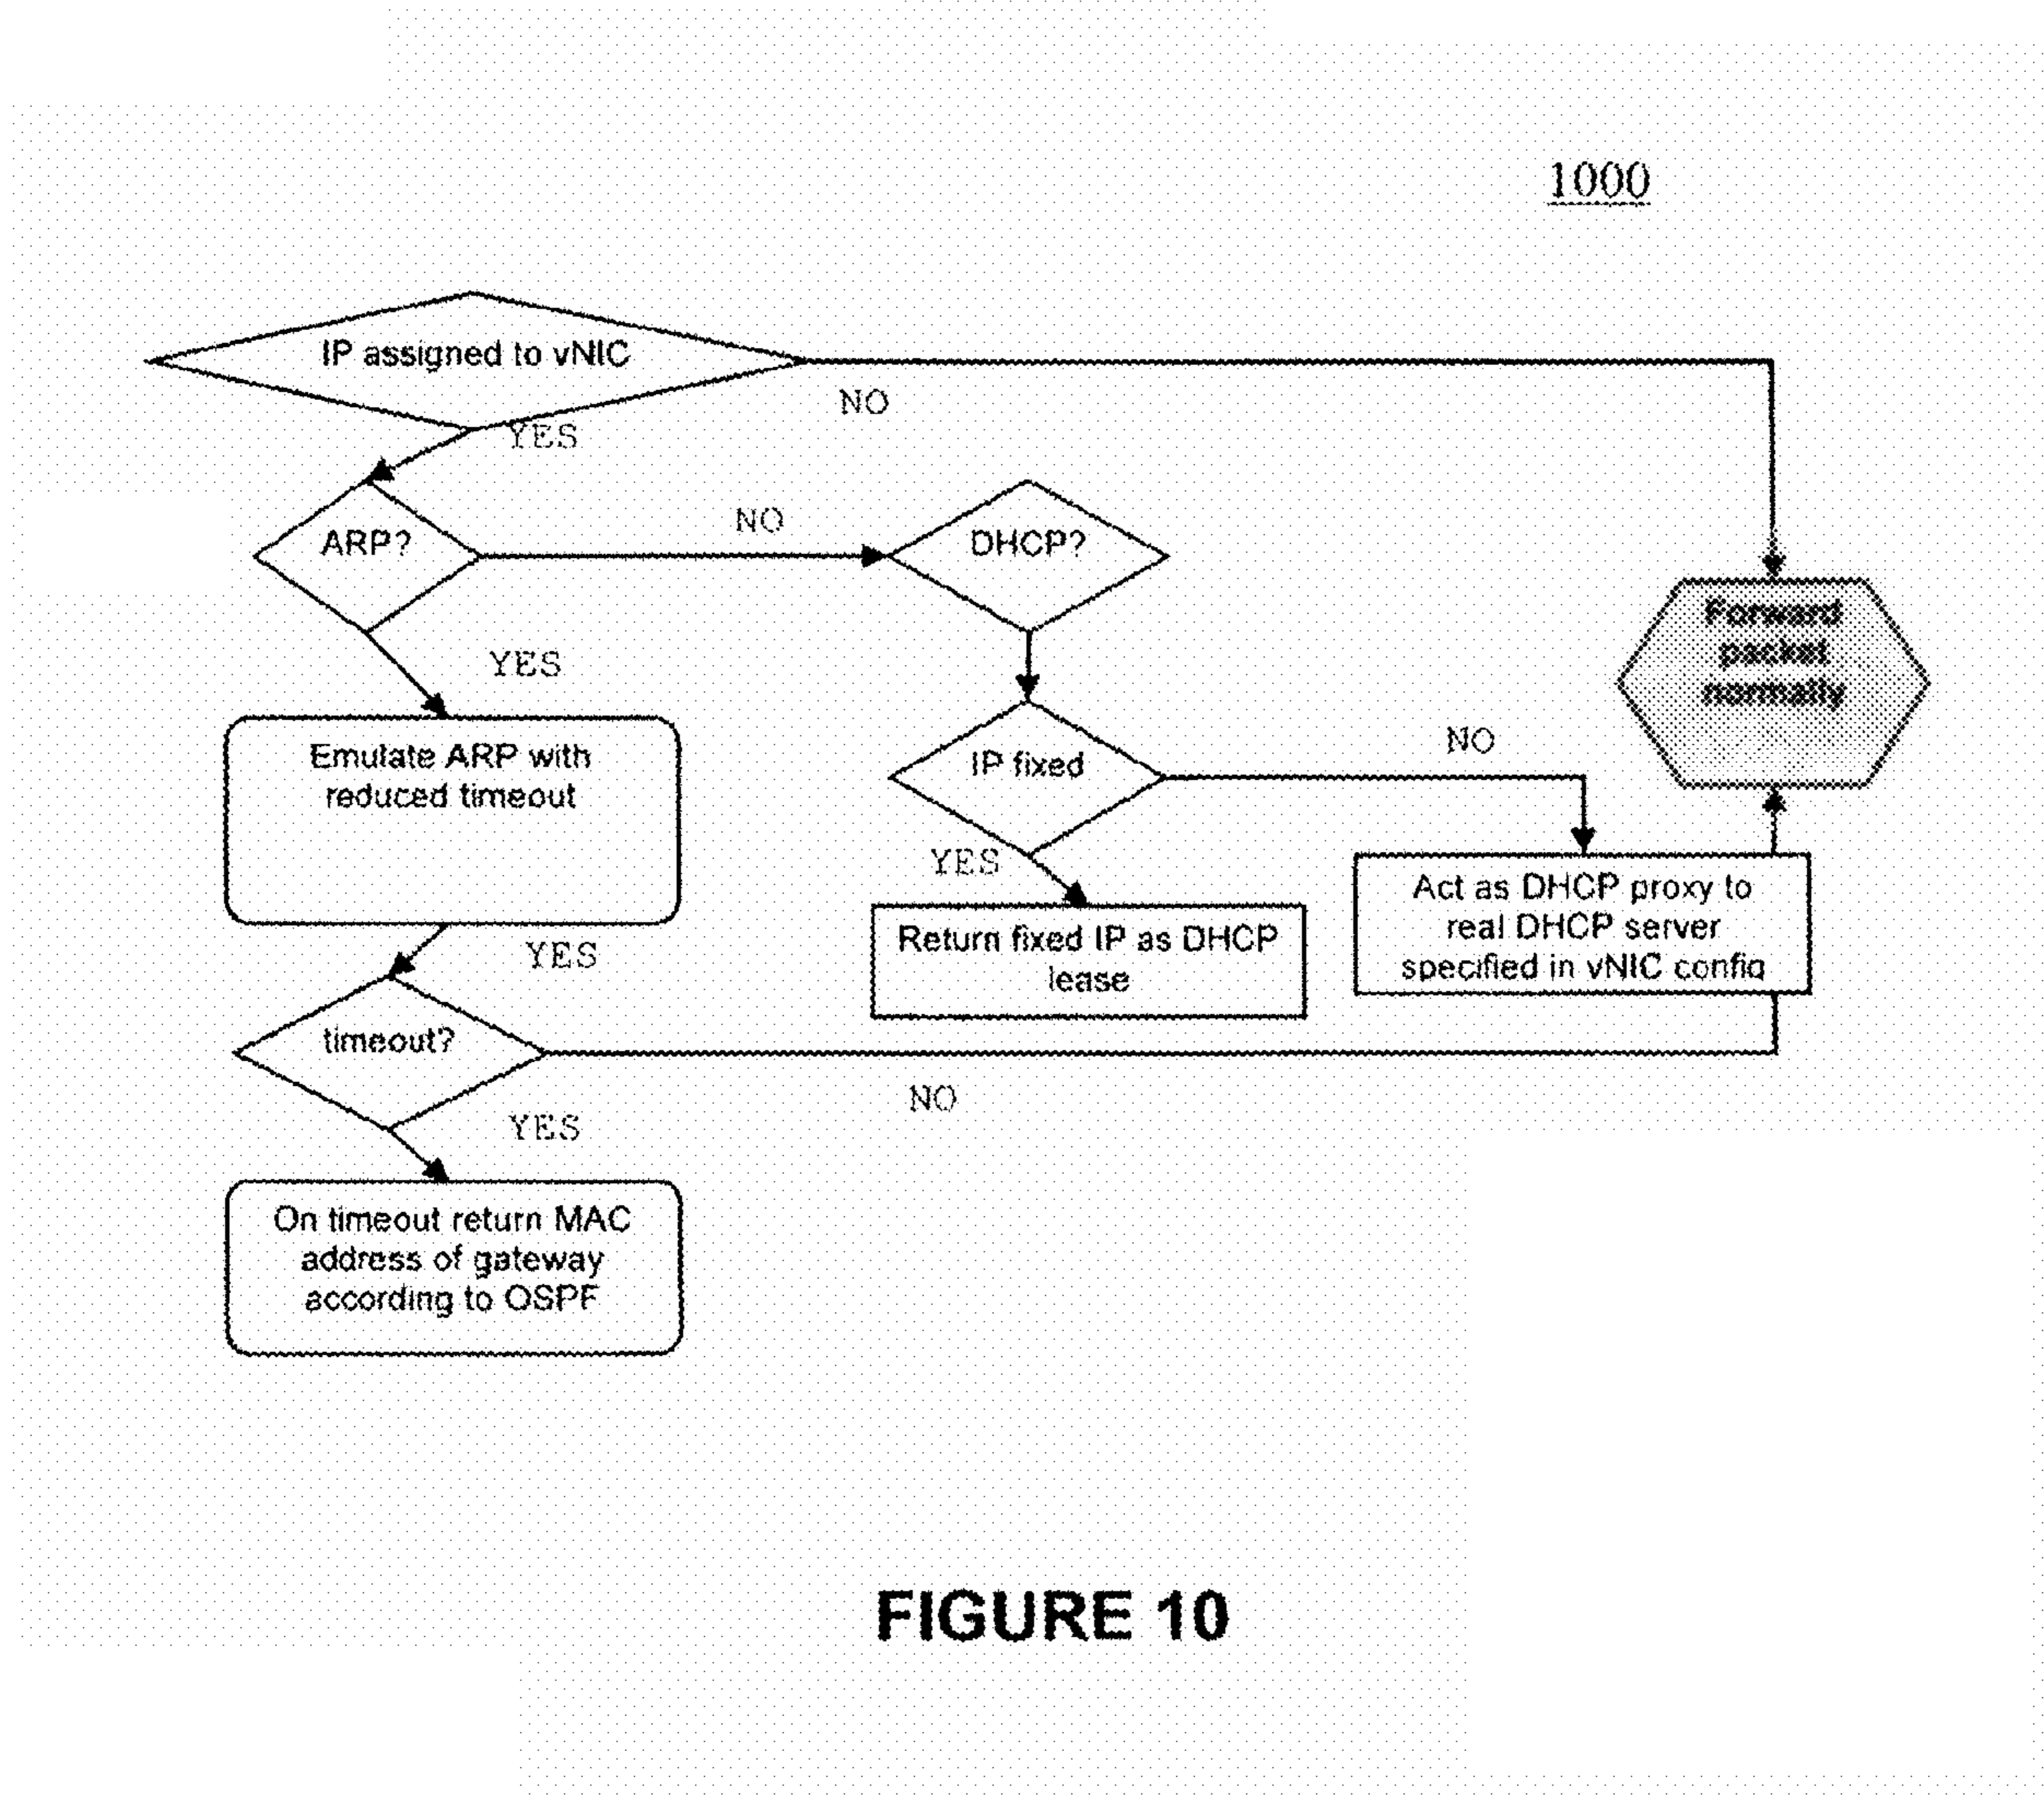 1000
IP assigned to vNIC
NO
YES
ARP?
NO
DHCP?
Forward
packet
normally
YES
Emulate ARP with
reduced timeout
IP fixed
NO
YES
Return fixed IP as DHCP
lease
Act as DHCP proxy to
real DHCP server
specified in vNIC config
YES
timeout?
NO
YES
On timeout return MAC
address of gateway
according to OSPF
FIGURE 10